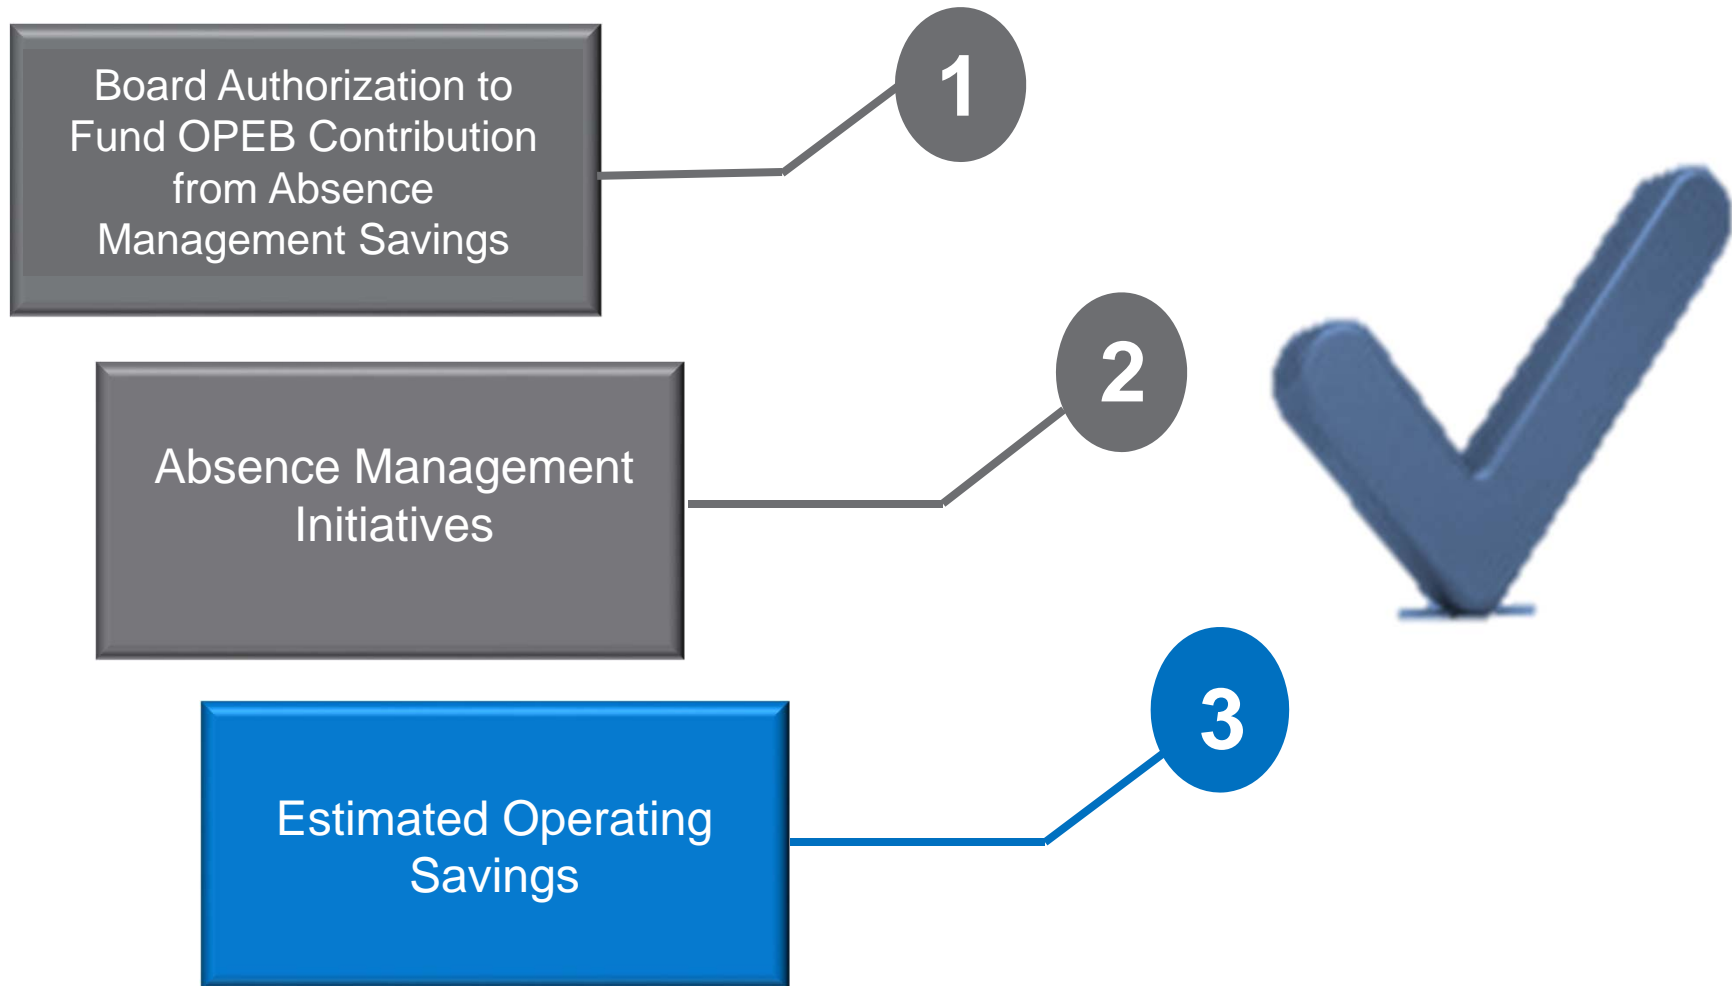 Board Authorization to
Fund OPEB Contribution
from Absence
Management Savings
1
Absence Management
Initiatives
2
Estimated Operating
Savings
3